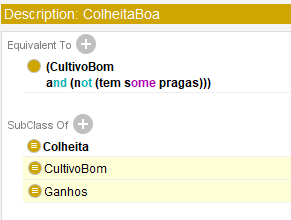 Description: ColheitaBoa
Equivalent To
(CultivoBom
and (not (tem some pragas)))
SubClass Of
Colheita
CultivoBom
Ganhos